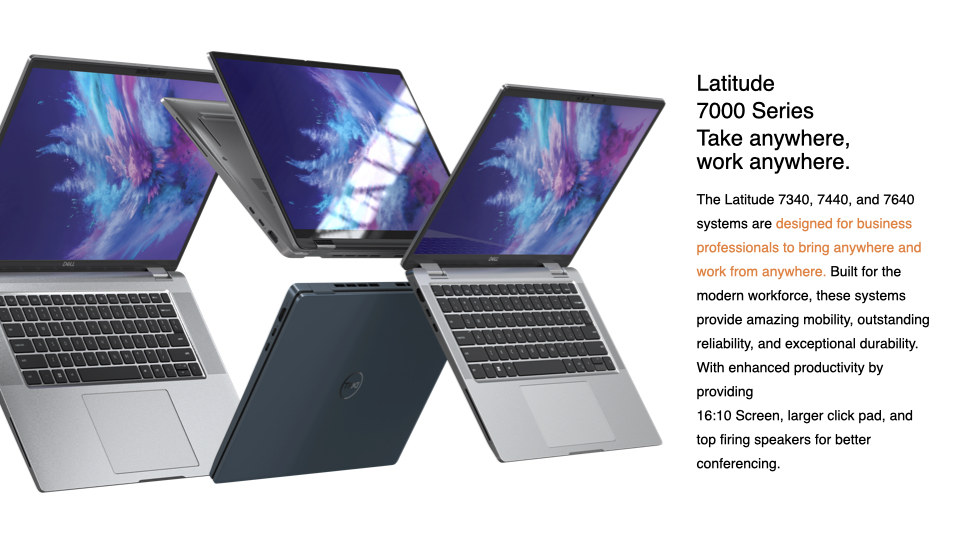 Latitude
7000 Series
Take anywhere,
work anywhere.
The Latitude 7340, 7440, and 7640
systems are designed for business
professionals to bring anywhere and
work from anywhere. Built for the
modern workforce, these systems
provide amazing mobility, outstanding
reliability, and exceptional durability.
With enhanced productivity by
providing
16:10 Screen, larger click pad, and
top firing speakers for better
conferencing.
DELL
DELL
DELL